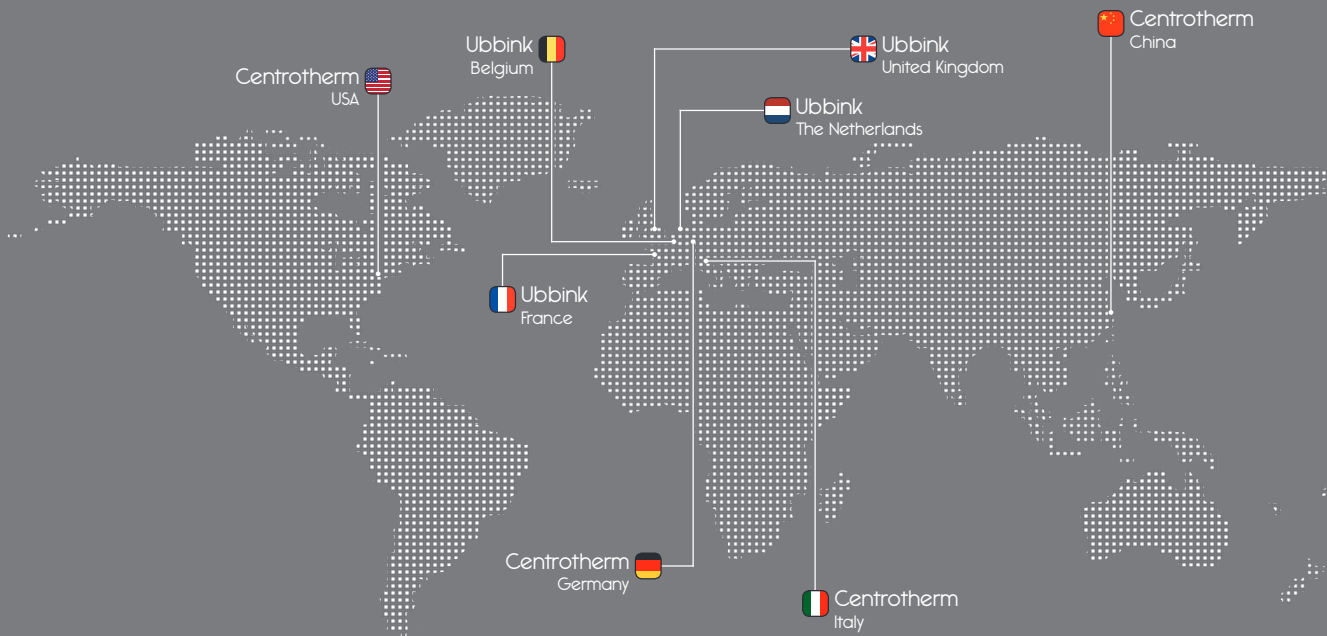 Centrotherm
China
Ubbink
Belgium
Ubbink
United Kingdom
Centrotherm
USA
Ubbink
The Netherlands
Ubbink
France
Centrotherm
Germany
Centrotherm
Italy